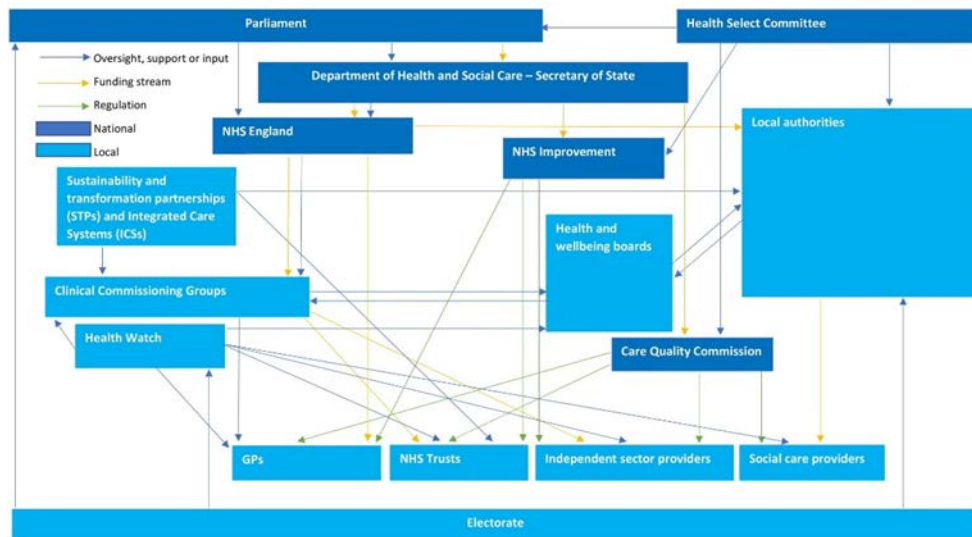 Parliament
Health Select Committee
Oversight, support or input
Funding stream
Regulation
National
Local
Department of Health and Social Care – Secretary of State
NHS England
NHS Improvement
Local authorities
Sustainability and
transformation partnerships
(STPs) and Integrated Care
Systems (ICSs)
Health and
wellbeing boards
Clinical Commissioning Groups
Health Watch
Care Quality Commission
GPs
NHS Trusts
Independent sector providers
Social care providers
Electorate